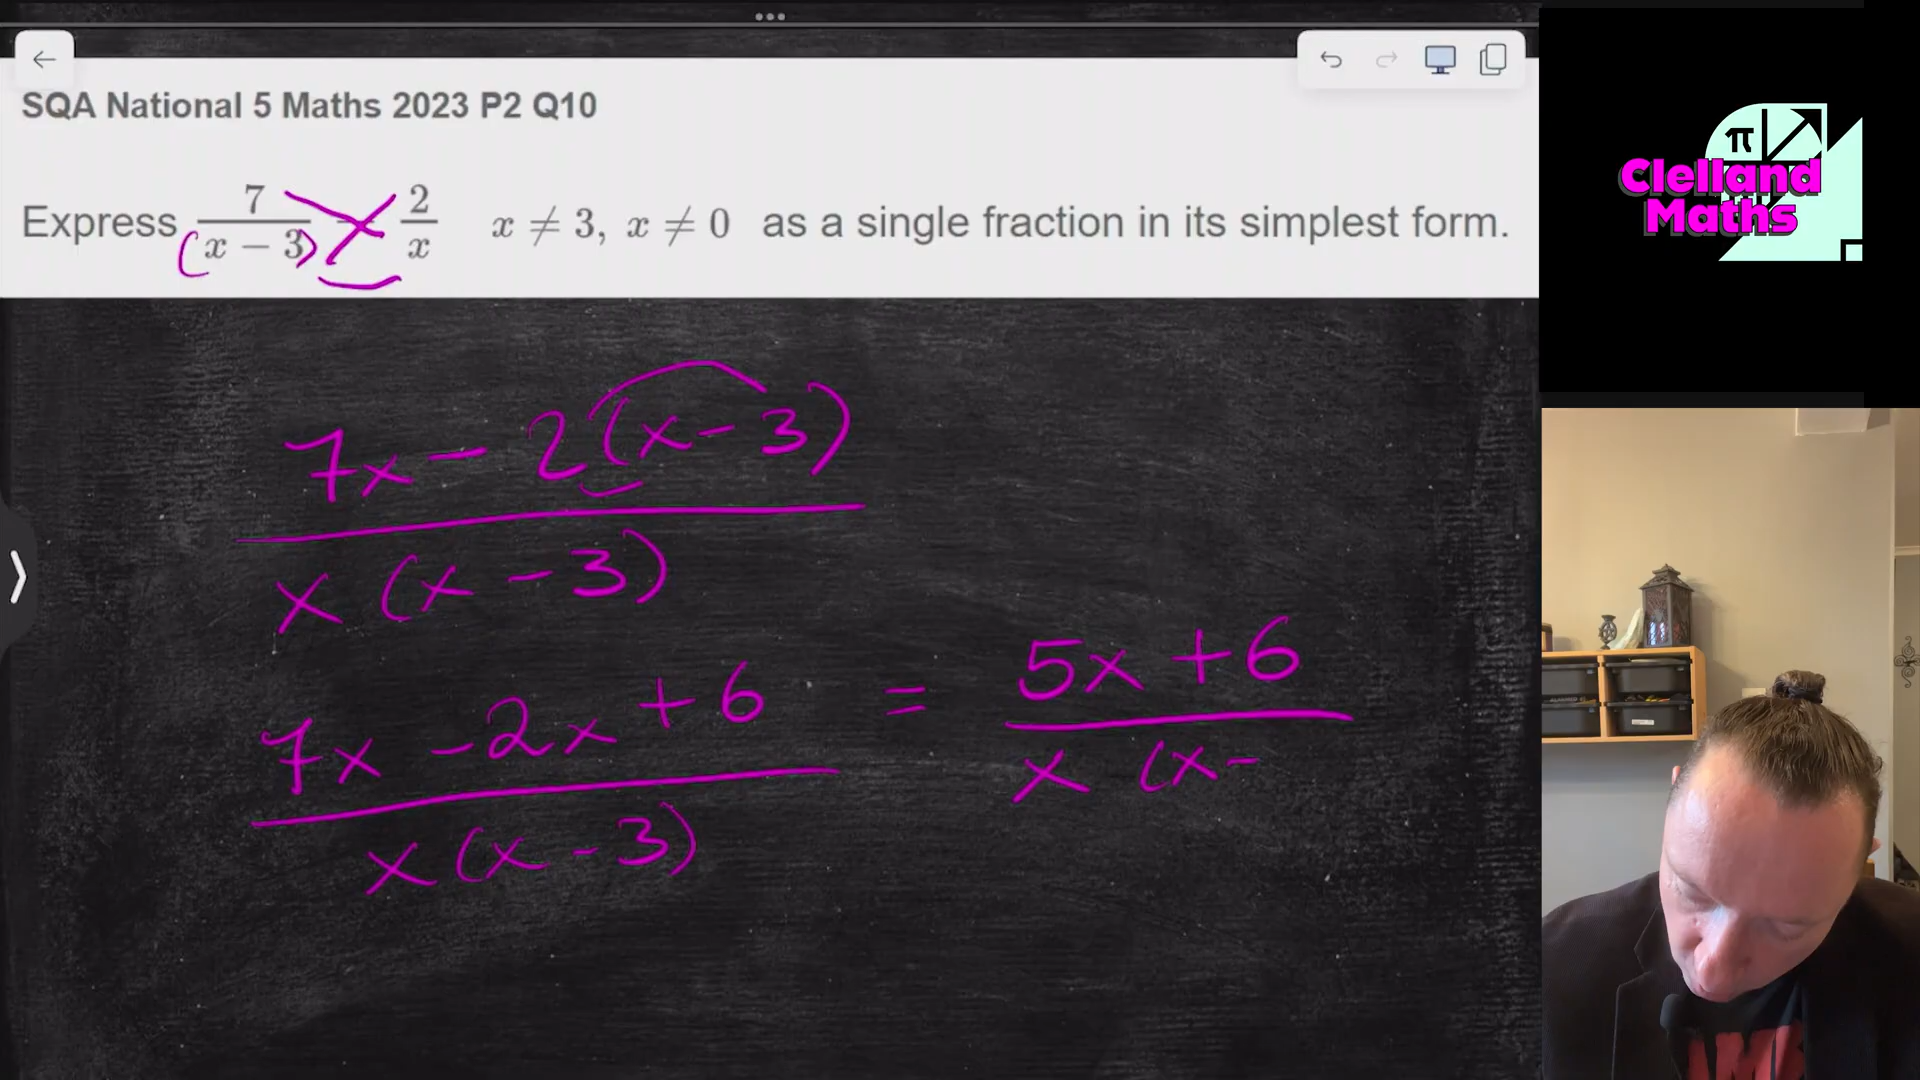 SQA National 5 Maths 2023 P2 Q10
Express 7/(x − 3) 2/x x ≠ 3, x ≠ 0 as a single fraction in its simplest form.
7x − 2(x − 3)
x (x − 3)
7x − 2x + 6 = 5x + 6
x (x − 3) x (x −
π
Clelland
Maths